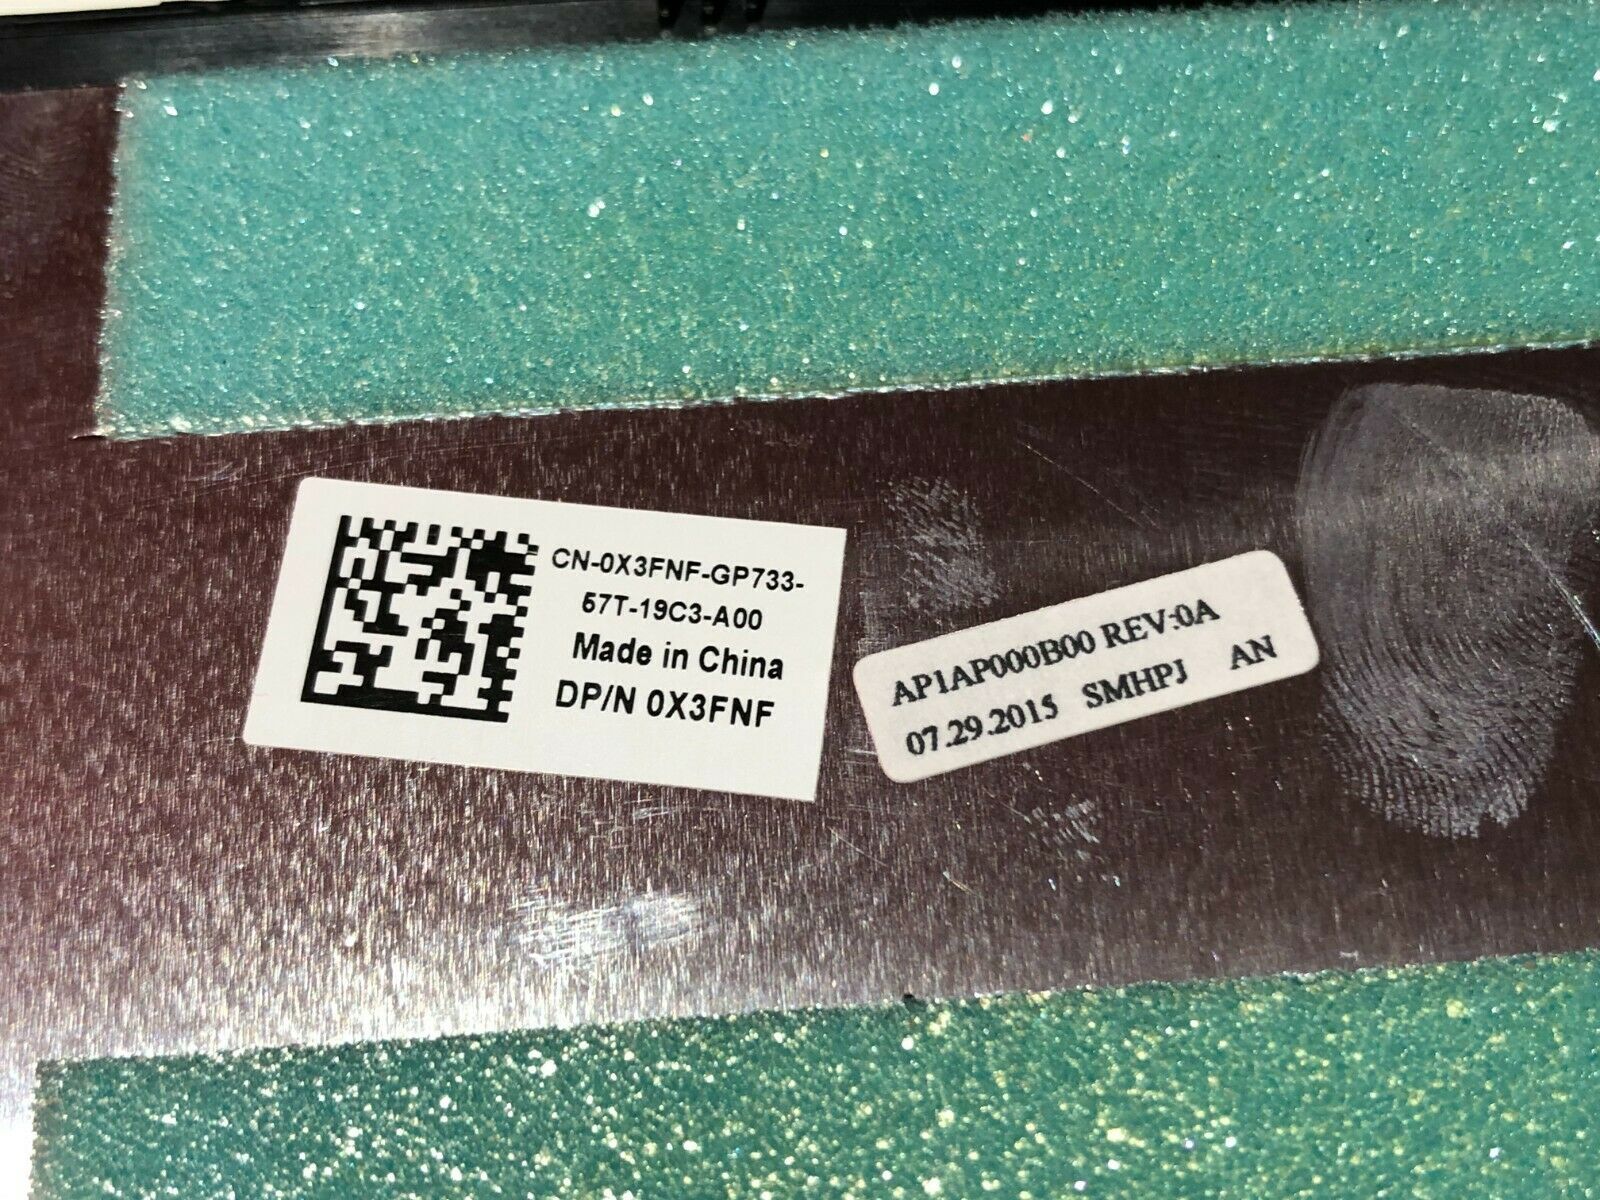 CN-0X3FNF-GP733-
57T-19C3-A00
Made in China
DP/N 0X3FNF
AP1AP000B00 REV:0A
07.29.2015 SMHPJ AN